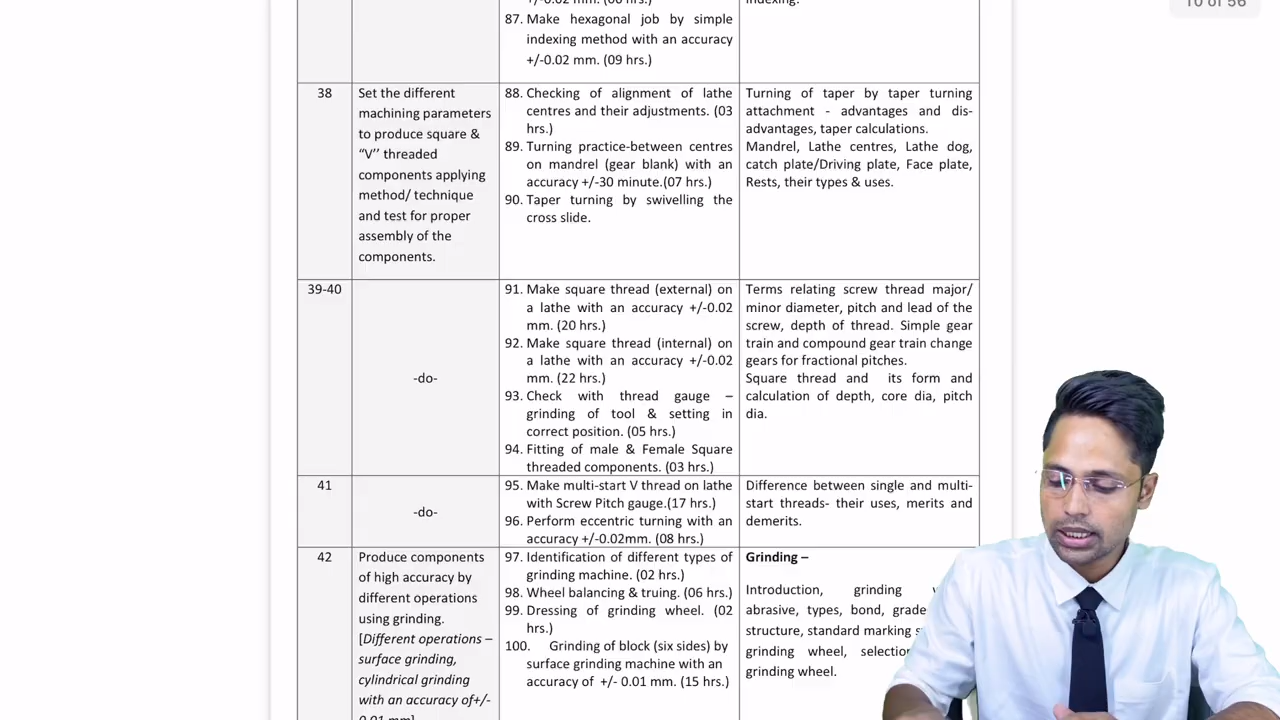 10 of 56
+/-0.02 mm. (06 hrs.)
indexing.
87. Make hexagonal job by simple
indexing method with an accuracy
+/-0.02 mm. (09 hrs.)
38
Set the different
machining parameters
to produce square &
“V’’ threaded
components applying
method/ technique
and test for proper
assembly of the
components.
88. Checking of alignment of lathe
centres and their adjustments. (03
hrs.)
89. Turning practice-between centres
on mandrel (gear blank) with an
accuracy +/-30 minute.(07 hrs.)
90. Taper turning by swivelling the
cross slide.
Turning of taper by taper turning
attachment - advantages and dis-
advantages, taper calculations.
Mandrel, Lathe centres, Lathe dog,
catch plate/Driving plate, Face plate,
Rests, their types & uses.
39-40
-do-
91. Make square thread (external) on
a lathe with an accuracy +/-0.02
mm. (20 hrs.)
92. Make square thread (internal) on
a lathe with an accuracy +/-0.02
mm. (22 hrs.)
93. Check with thread gauge –
grinding of tool & setting in
correct position. (05 hrs.)
94. Fitting of male & Female Square
threaded components. (03 hrs.)
Terms relating screw thread major/
minor diameter, pitch and lead of the
screw, depth of thread. Simple gear
train and compound gear train change
gears for fractional pitches.
Square thread and its form and
calculation of depth, core dia, pitch
dia.
41
-do-
95. Make multi-start V thread on lathe
with Screw Pitch gauge.(17 hrs.)
96. Perform eccentric turning with an
accuracy +/-0.02mm. (08 hrs.)
Difference between single and multi-
start threads- their uses, merits and
demerits.
42
Produce components
of high accuracy by
different operations
using grinding.
[Different operations –
surface grinding,
cylindrical grinding
with an accuracy of+/-
0.01 mm]
97. Identification of different types of
grinding machine. (02 hrs.)
98. Wheel balancing & truing. (06 hrs.)
99. Dressing of grinding wheel. (02
hrs.)
100. Grinding of block (six sides) by
surface grinding machine with an
accuracy of +/- 0.01 mm. (15 hrs.)
Grinding –
Introduction, grinding
abrasive, types, bond, grade
structure, standard marking
grinding wheel, selection
grinding wheel.